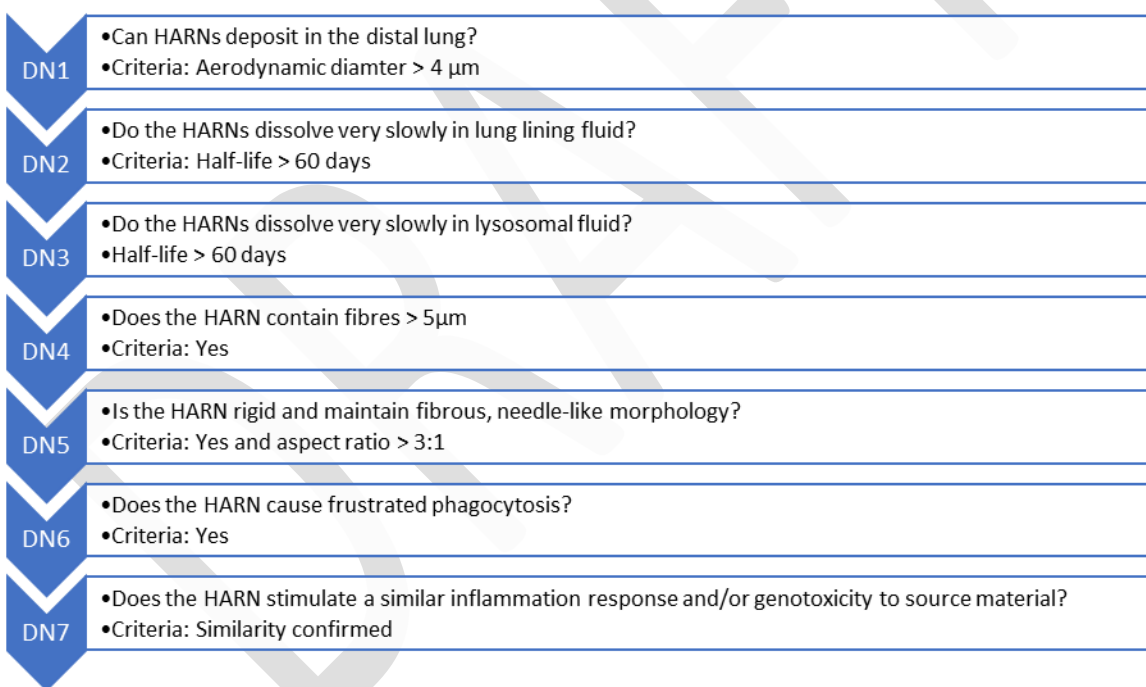 DN1
•Can HARNs deposit in the distal lung?
•Criteria: Aerodynamic diamter > 4 µm
DN2
•Do the HARNs dissolve very slowly in lung lining fluid?
•Criteria: Half-life > 60 days
DN3
•Do the HARNs dissolve very slowly in lysosomal fluid?
•Half-life > 60 days
DN4
•Does the HARN contain fibres > 5µm
•Criteria: Yes
DN5
•Is the HARN rigid and maintain fibrous, needle-like morphology?
•Criteria: Yes and aspect ratio > 3:1
DN6
•Does the HARN cause frustrated phagocytosis?
•Criteria: Yes
DN7
•Does the HARN stimulate a similar inflammation response and/or genotoxicity to source material?
•Criteria: Similarity confirmed
DRAFT